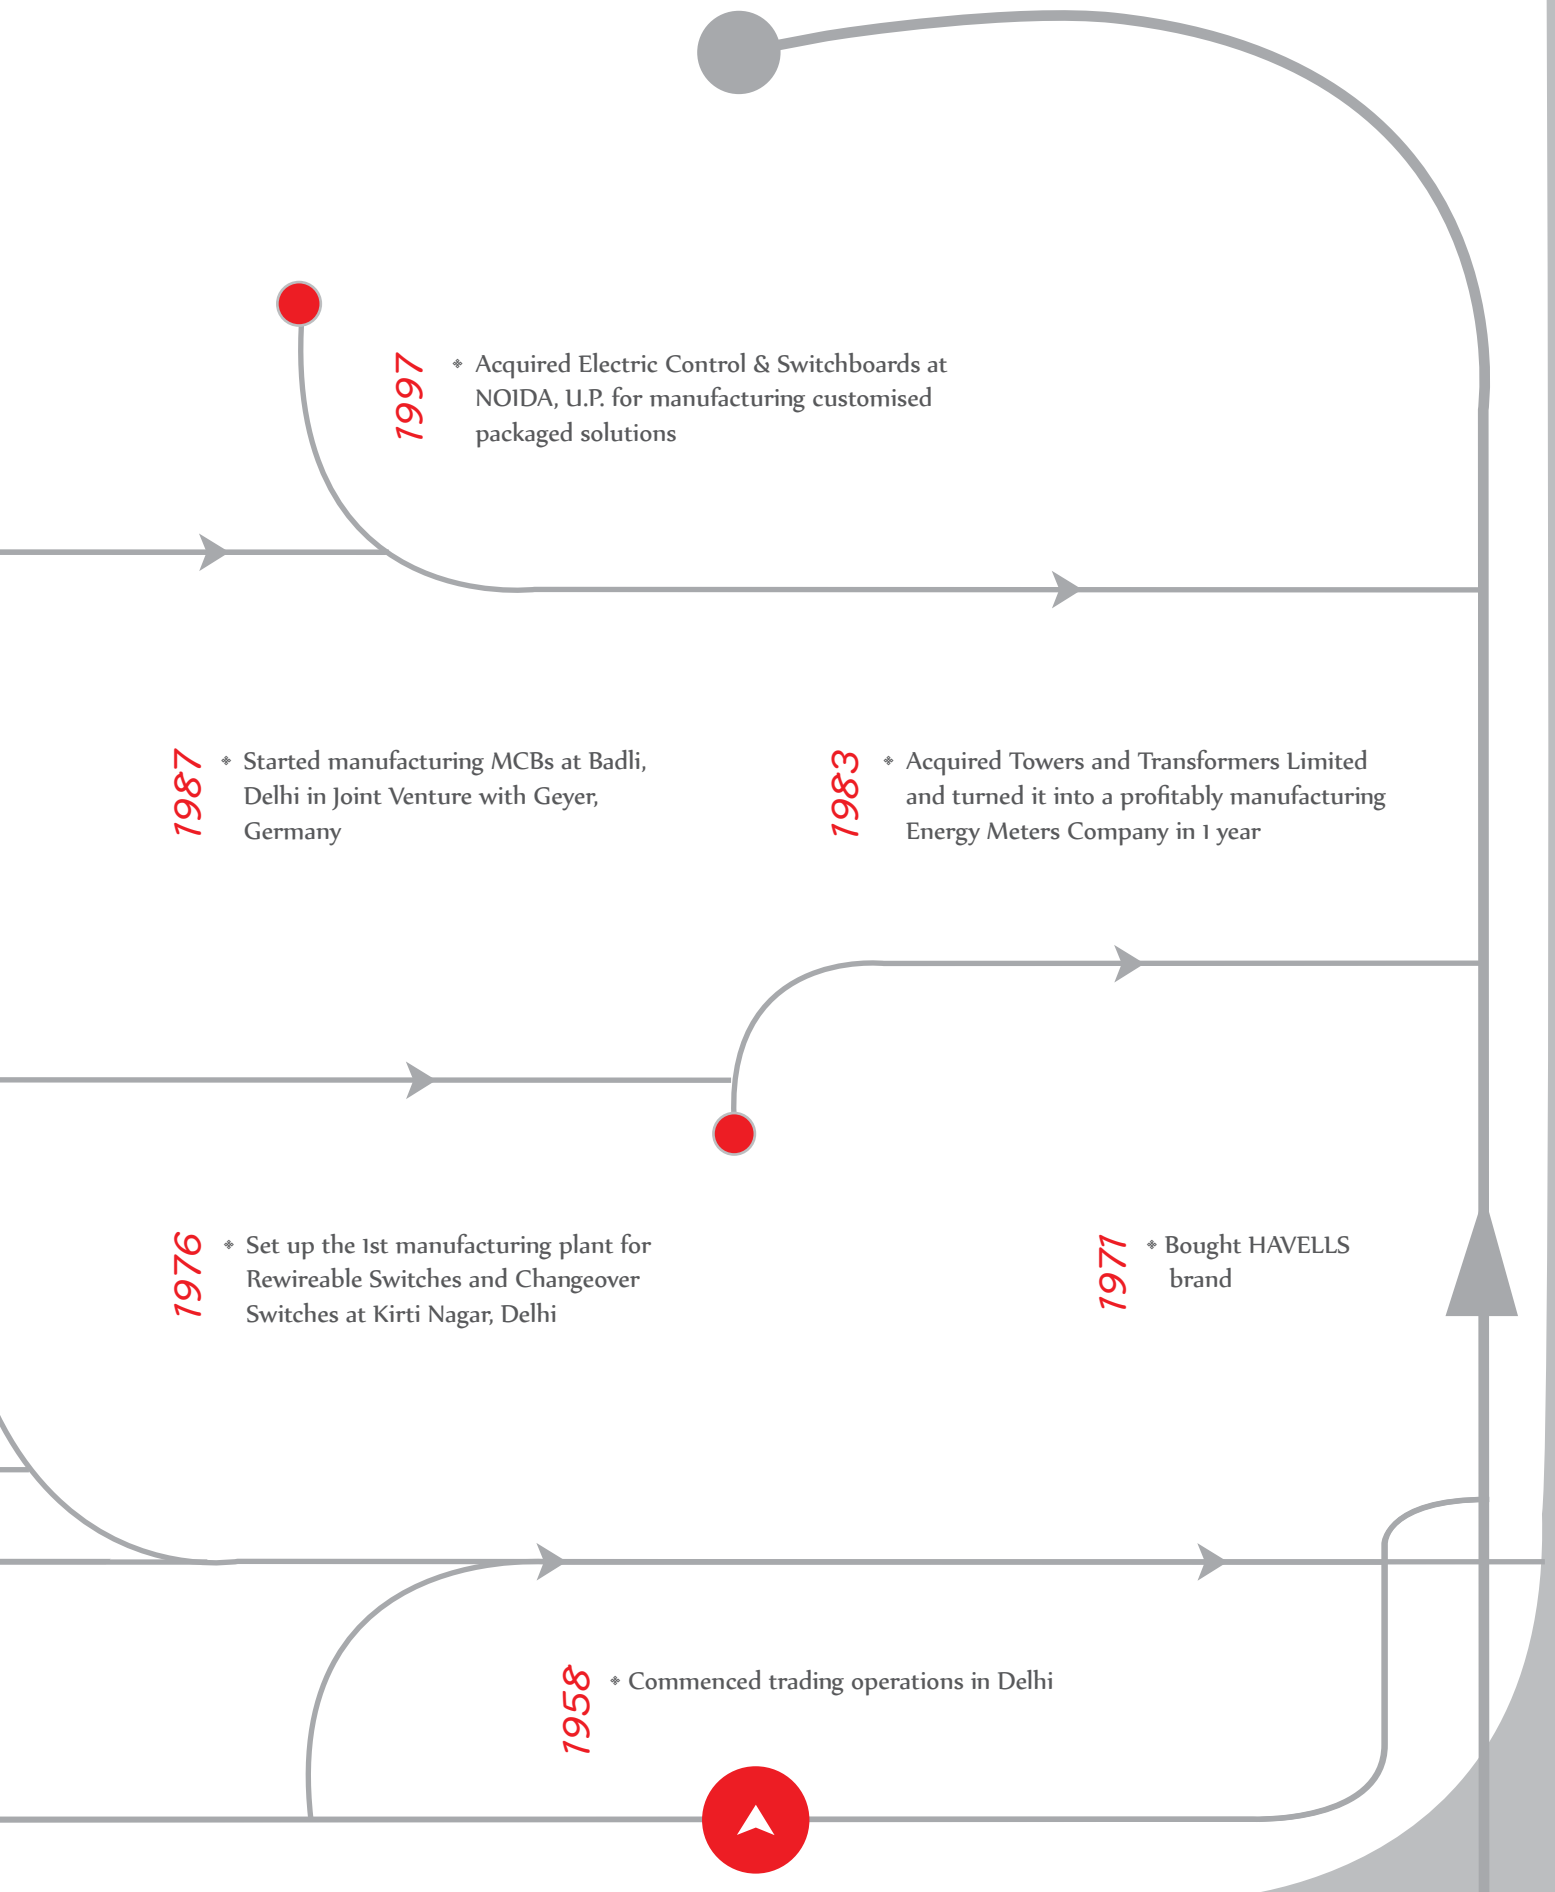 1997
Acquired Electric Control & Switchboards at
NOIDA, U.P. for manufacturing customised
packaged solutions
1987
Started manufacturing MCBs at Badli,
Delhi in Joint Venture with Geyer,
Germany
1983
Acquired Towers and Transformers Limited
and turned it into a profitably manufacturing
Energy Meters Company in 1 year
1976
Set up the 1st manufacturing plant for
Rewireable Switches and Changeover
Switches at Kirti Nagar, Delhi
1971
Bought HAVELLS
brand
1958
Commenced trading operations in Delhi